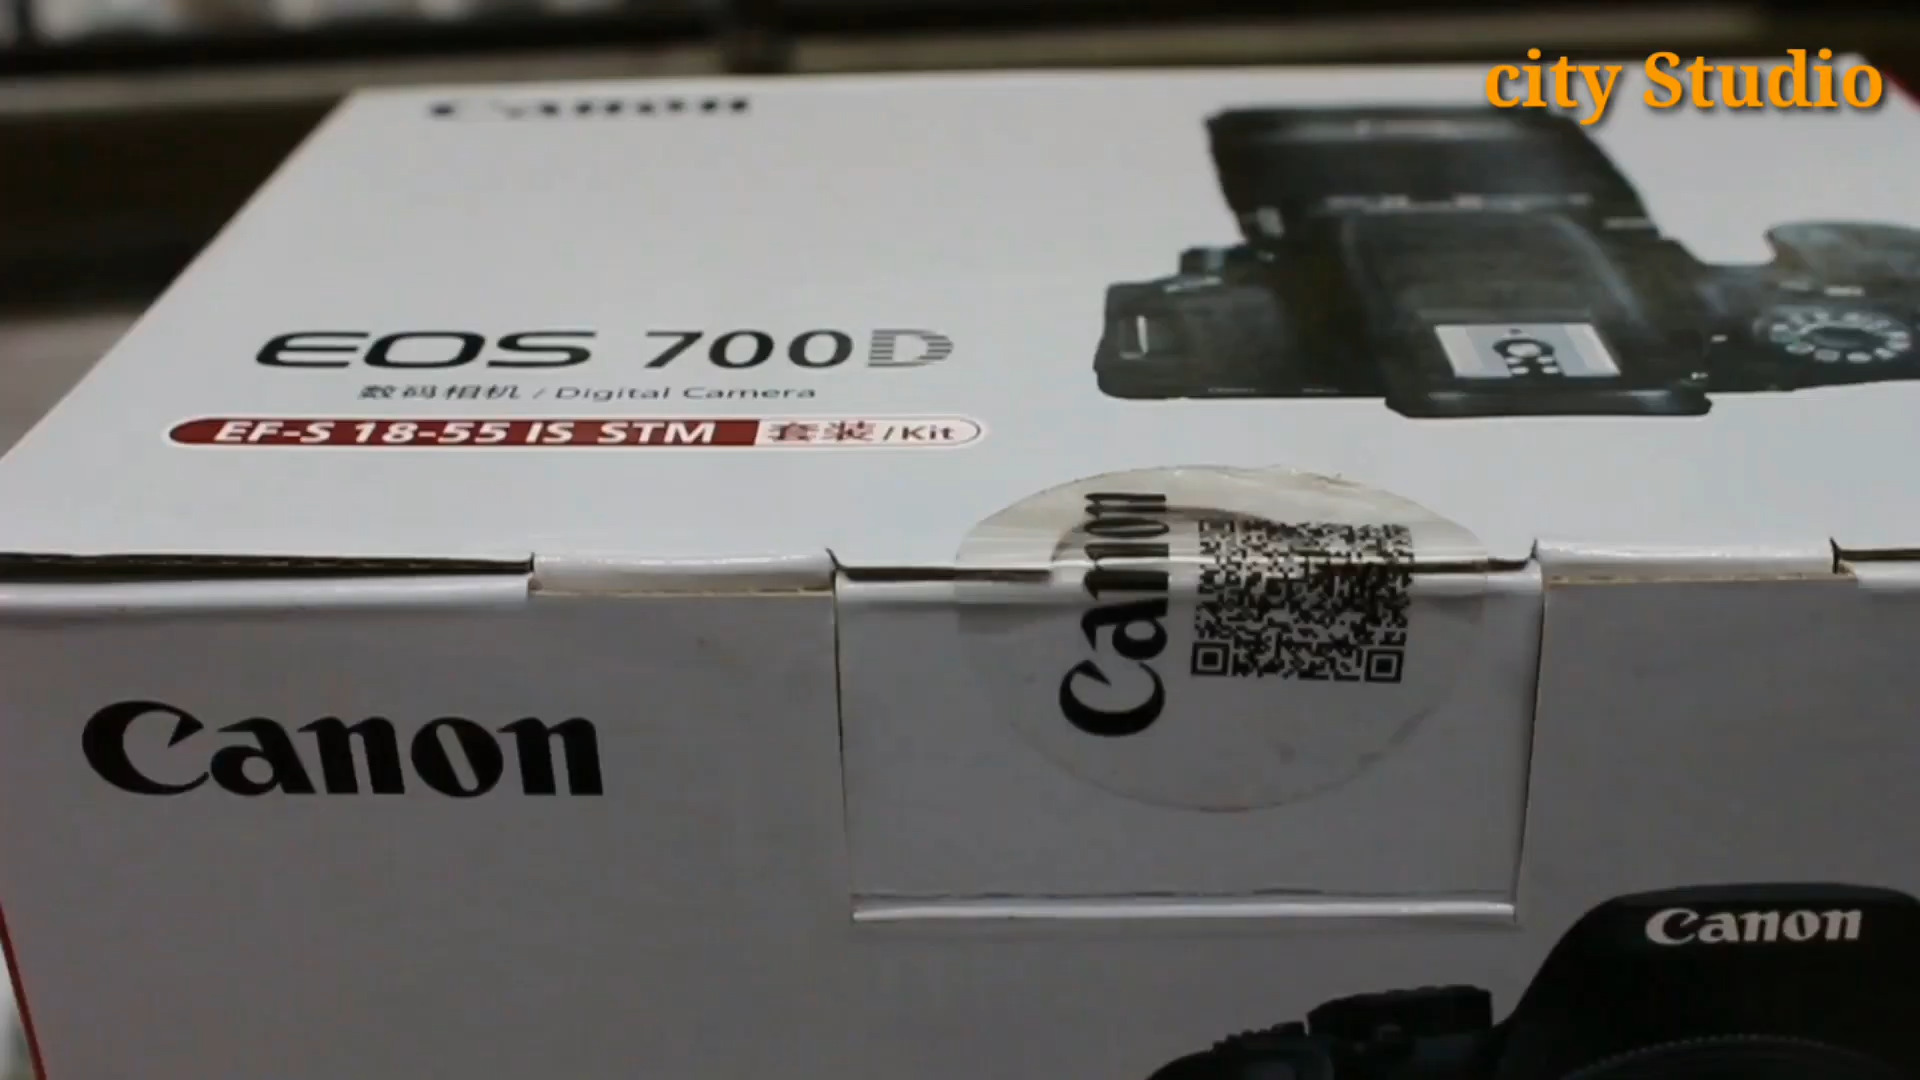 city Studio
Canon
EOS 700D
数码相机 / Digital Camera
EF-S 18-55 IS STM 套装/Kit
Canon
Canon
Canon